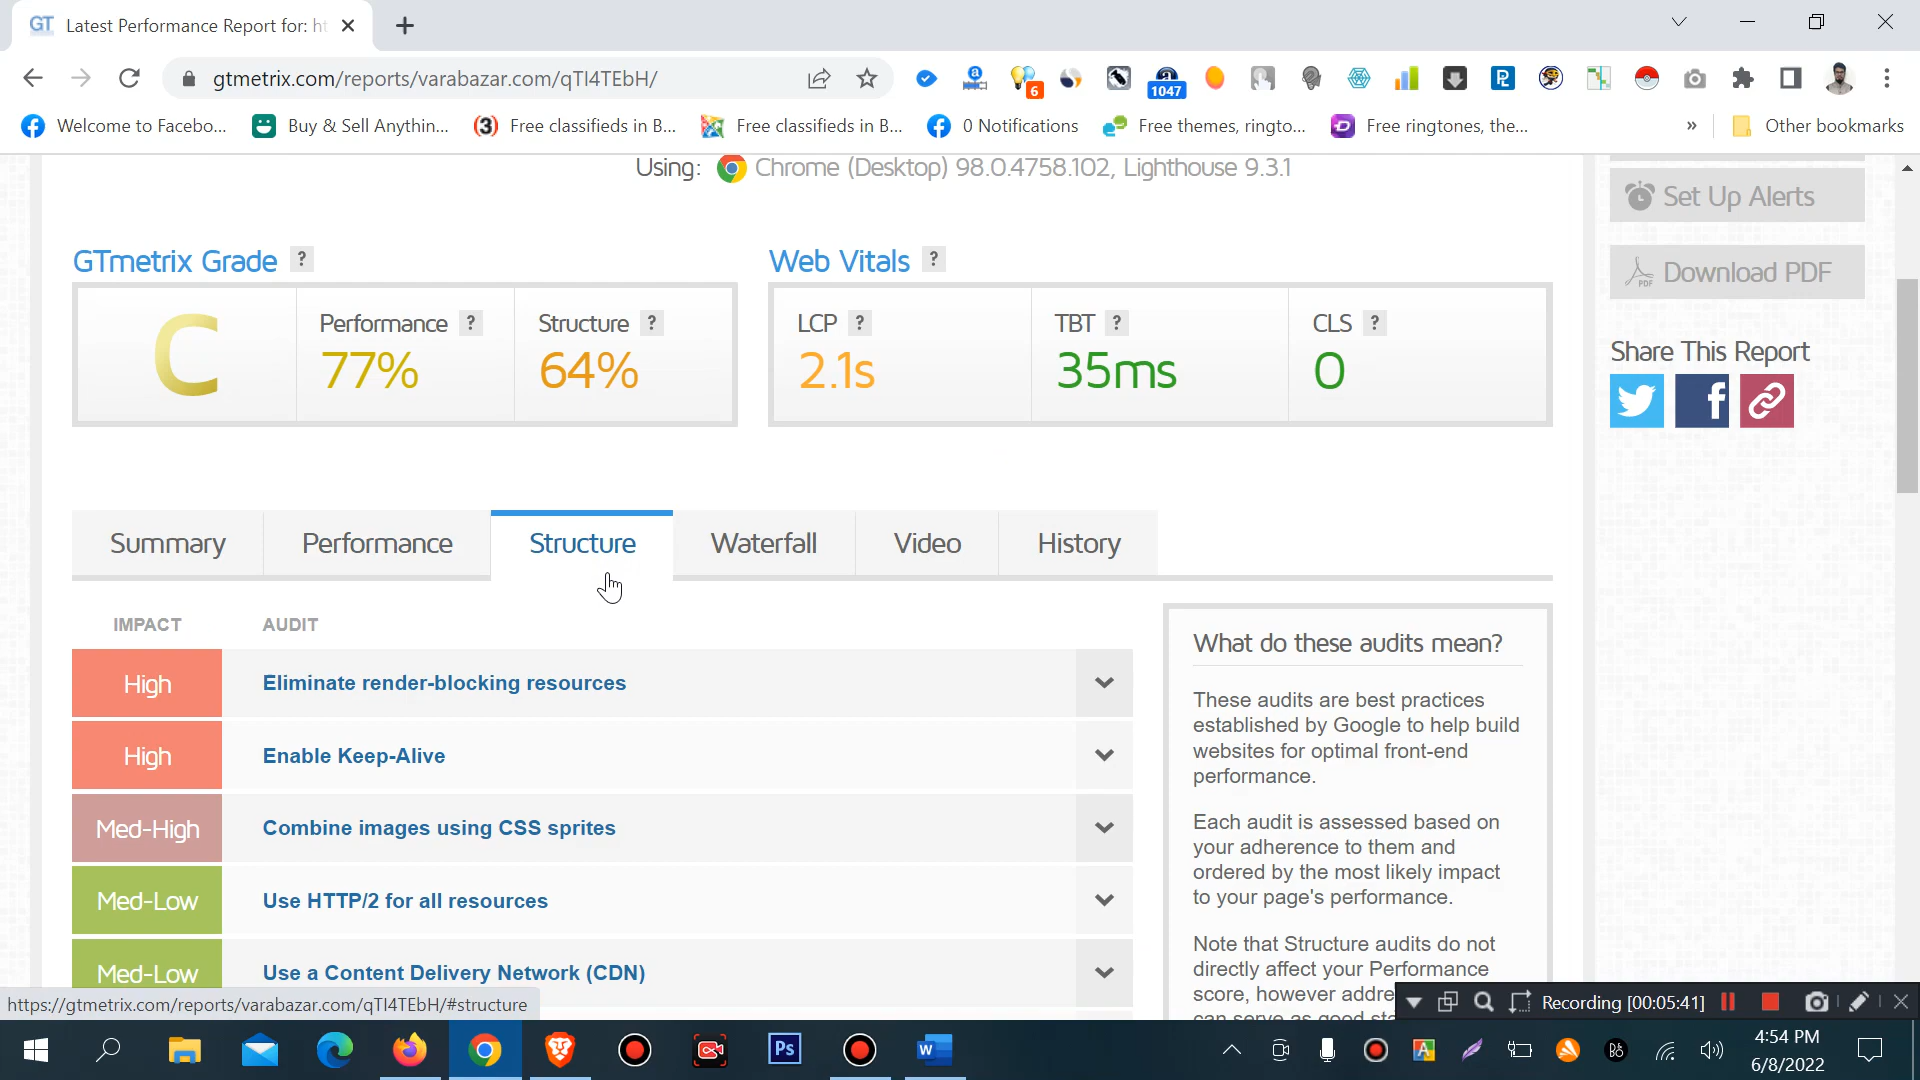 GT Latest Performance Report for: ht
gtmetrix.com/reports/varabazar.com/qTI4TEbH/
6
1047
Welcome to Facebo...
Buy & Sell Anythin...
Free classifieds in B...
Free classifieds in B...
0 Notifications
Free themes, ringto...
Free ringtones, the...
»
Other bookmarks
Using: Chrome (Desktop) 98.0.4758.102, Lighthouse 9.3.1
Set Up Alerts
Download PDF
GTmetrix Grade ?
Web Vitals ?
C
Performance ?
77%
Structure ?
64%
LCP ?
2.1s
TBT ?
35ms
CLS ?
0
Share This Report
Summary
Performance
Structure
Waterfall
Video
History
IMPACT
AUDIT
High
Eliminate render-blocking resources
High
Enable Keep-Alive
Med-High
Combine images using CSS sprites
Med-Low
Use HTTP/2 for all resources
Med-Low
Use a Content Delivery Network (CDN)
What do these audits mean?
These audits are best practices
established by Google to help build
websites for optimal front-end
performance.
Each audit is assessed based on
your adherence to them and
ordered by the most likely impact
to your page's performance.
Note that Structure audits do not
directly affect your Performance
score, however addre
can serve as good sta
https://gtmetrix.com/reports/varabazar.com/qTI4TEbH/#structure
Recording [00:05:41]
Ps
W
4:54 PM
6/8/2022